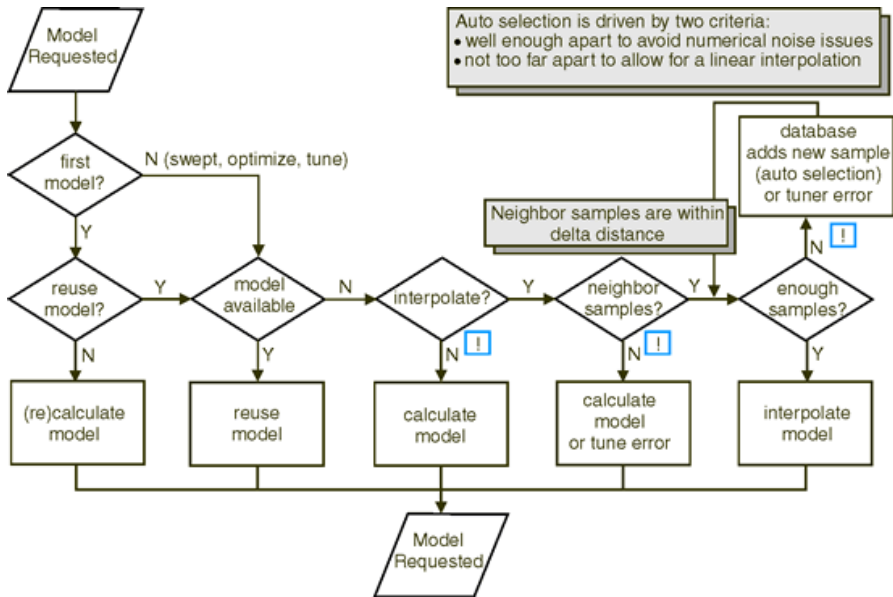 Model
Requested
Auto selection is driven by two criteria:
• well enough apart to avoid numerical noise issues
• not too far apart to allow for a linear interpolation
first
model?
N (swept, optimize, tune)
database
adds new sample
(auto selection)
or tuner error
Neighbor samples are within
delta distance
Y
N
!
reuse
model?
Y
model
available
N
interpolate?
Y
neighbor
samples?
Y
enough
samples?
N
Y
N
!
N
!
Y
(re)calculate
model
reuse
model
calculate
model
calculate
model
or tune error
interpolate
model
Model
Requested